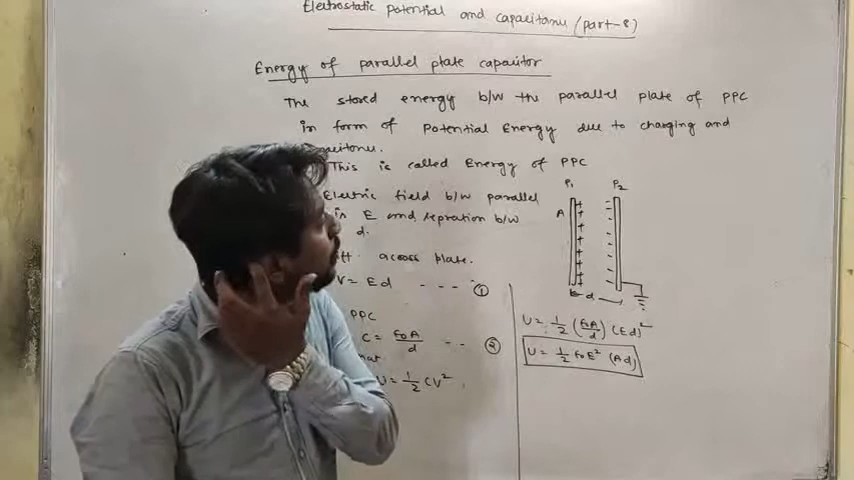 Electrostatic potential and capacitanu (part-8)
Energy of parallel plate capacitor
The stored energy b/w the parallel plate of PPC
in form of Potential Energy due to charging and
This is called Energy of PPC
Electric field b/w parallel
is E and, sepration b/w
d.
across plate.
V = Ed - - - ①
PPC
C = ε₀A/d - - ②
U = 1/2 CV²
P₁ P₂
A
d
U = 1/2 (ε₀A/d) (Ed)²
U = 1/2 ε₀E² (Ad)